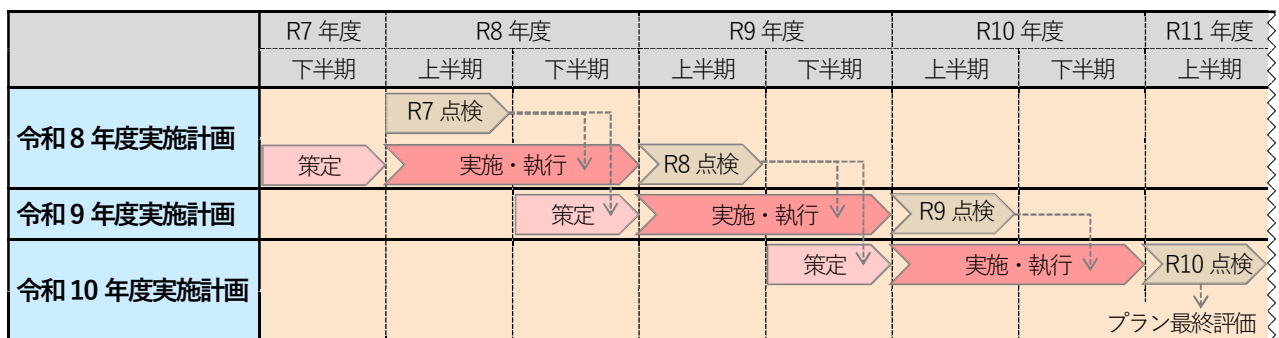 R7 年度 R8 年度 R9 年度 R10 年度 R11 年度
下半期 上半期 下半期 上半期 下半期 上半期 下半期 上半期
令和 8 年度実施計画
R7 点検
策定 実施・執行 R8 点検
令和 9 年度実施計画 策定 実施・執行 R9 点検
令和 10 年度実施計画 策定 実施・執行 R10 点検
プラン最終評価